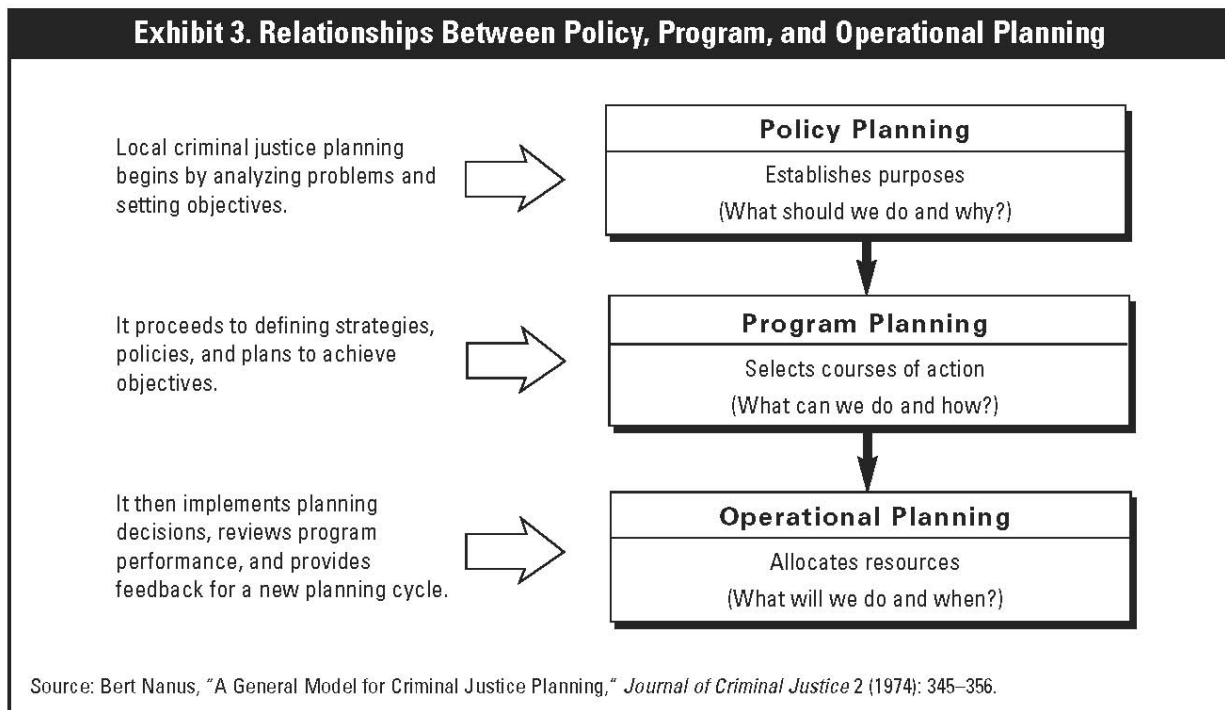 Exhibit 3. Relationships Between Policy, Program, and Operational Planning
Local criminal justice planning
begins by analyzing problems and
setting objectives.
Policy Planning
Establishes purposes
(What should we do and why?)
It proceeds to defining strategies,
policies, and plans to achieve
objectives.
Program Planning
Selects courses of action
(What can we do and how?)
It then implements planning
decisions, reviews program
performance, and provides
feedback for a new planning cycle.
Operational Planning
Allocates resources
(What will we do and when?)
Source: Bert Nanus, "A General Model for Criminal Justice Planning," Journal of Criminal Justice 2 (1974): 345–356.